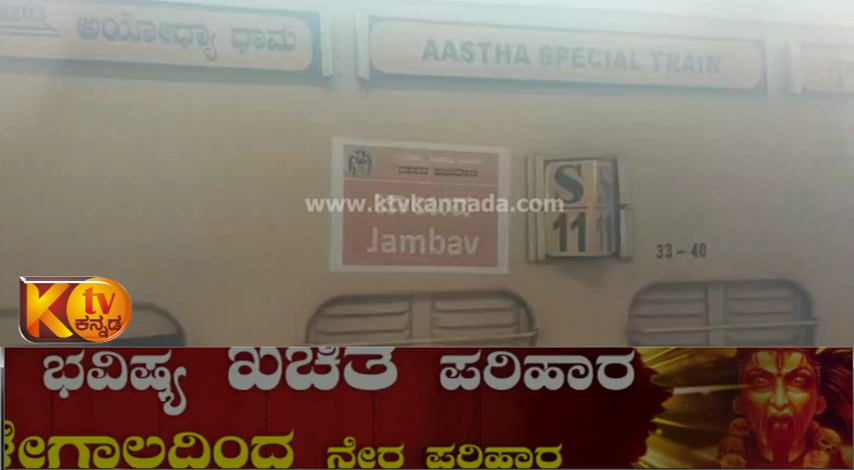 ಅಯೋಧ್ಯಾ ಧಾಮ
AASTHA SPECIAL TRAIN
www.ktvkannada.com
Jambav
S
11
33-40
K tv
ಕನ್ನಡ
ಭವಿಷ್ಯ ಖಚಿತ ಪರಿಹಾರ
ನೇರ ಪರಿಹಾರ